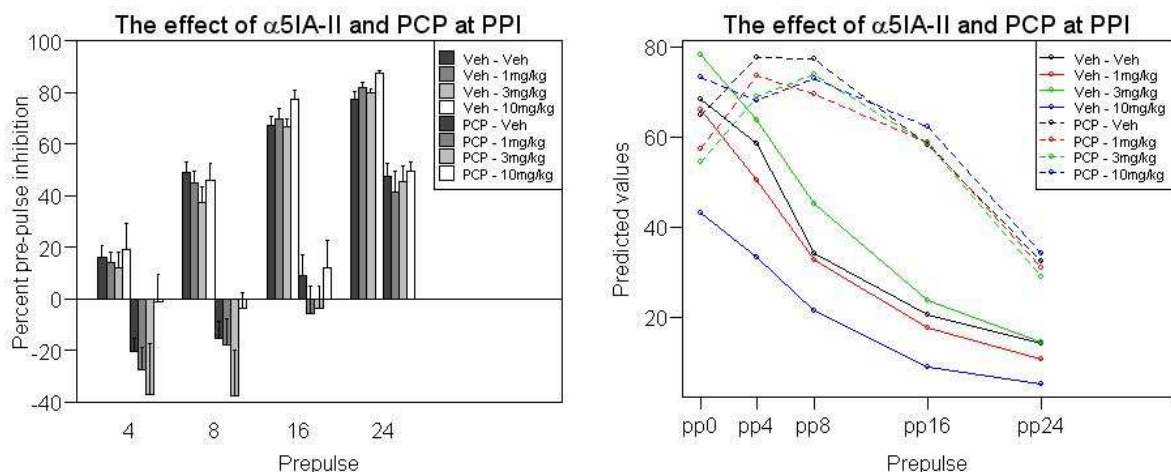 The effect of α5IA-II and PCP at PPI
Percent pre-pulse inhibition
100
80
60
40
20
0
-20
-40
Veh - Veh
Veh - 1mg/kg
Veh - 3mg/kg
Veh - 10mg/kg
PCP - Veh
PCP - 1mg/kg
PCP - 3mg/kg
PCP - 10mg/kg
4 8 16 24
Prepulse
The effect of α5IA-II and PCP at PPI
Predicted values
80
60
40
20
Veh - Veh
Veh - 1mg/kg
Veh - 3mg/kg
Veh - 10mg/kg
PCP - Veh
PCP - 1mg/kg
PCP - 3mg/kg
PCP - 10mg/kg
pp0 pp4 pp8 pp16 pp24
Prepulse